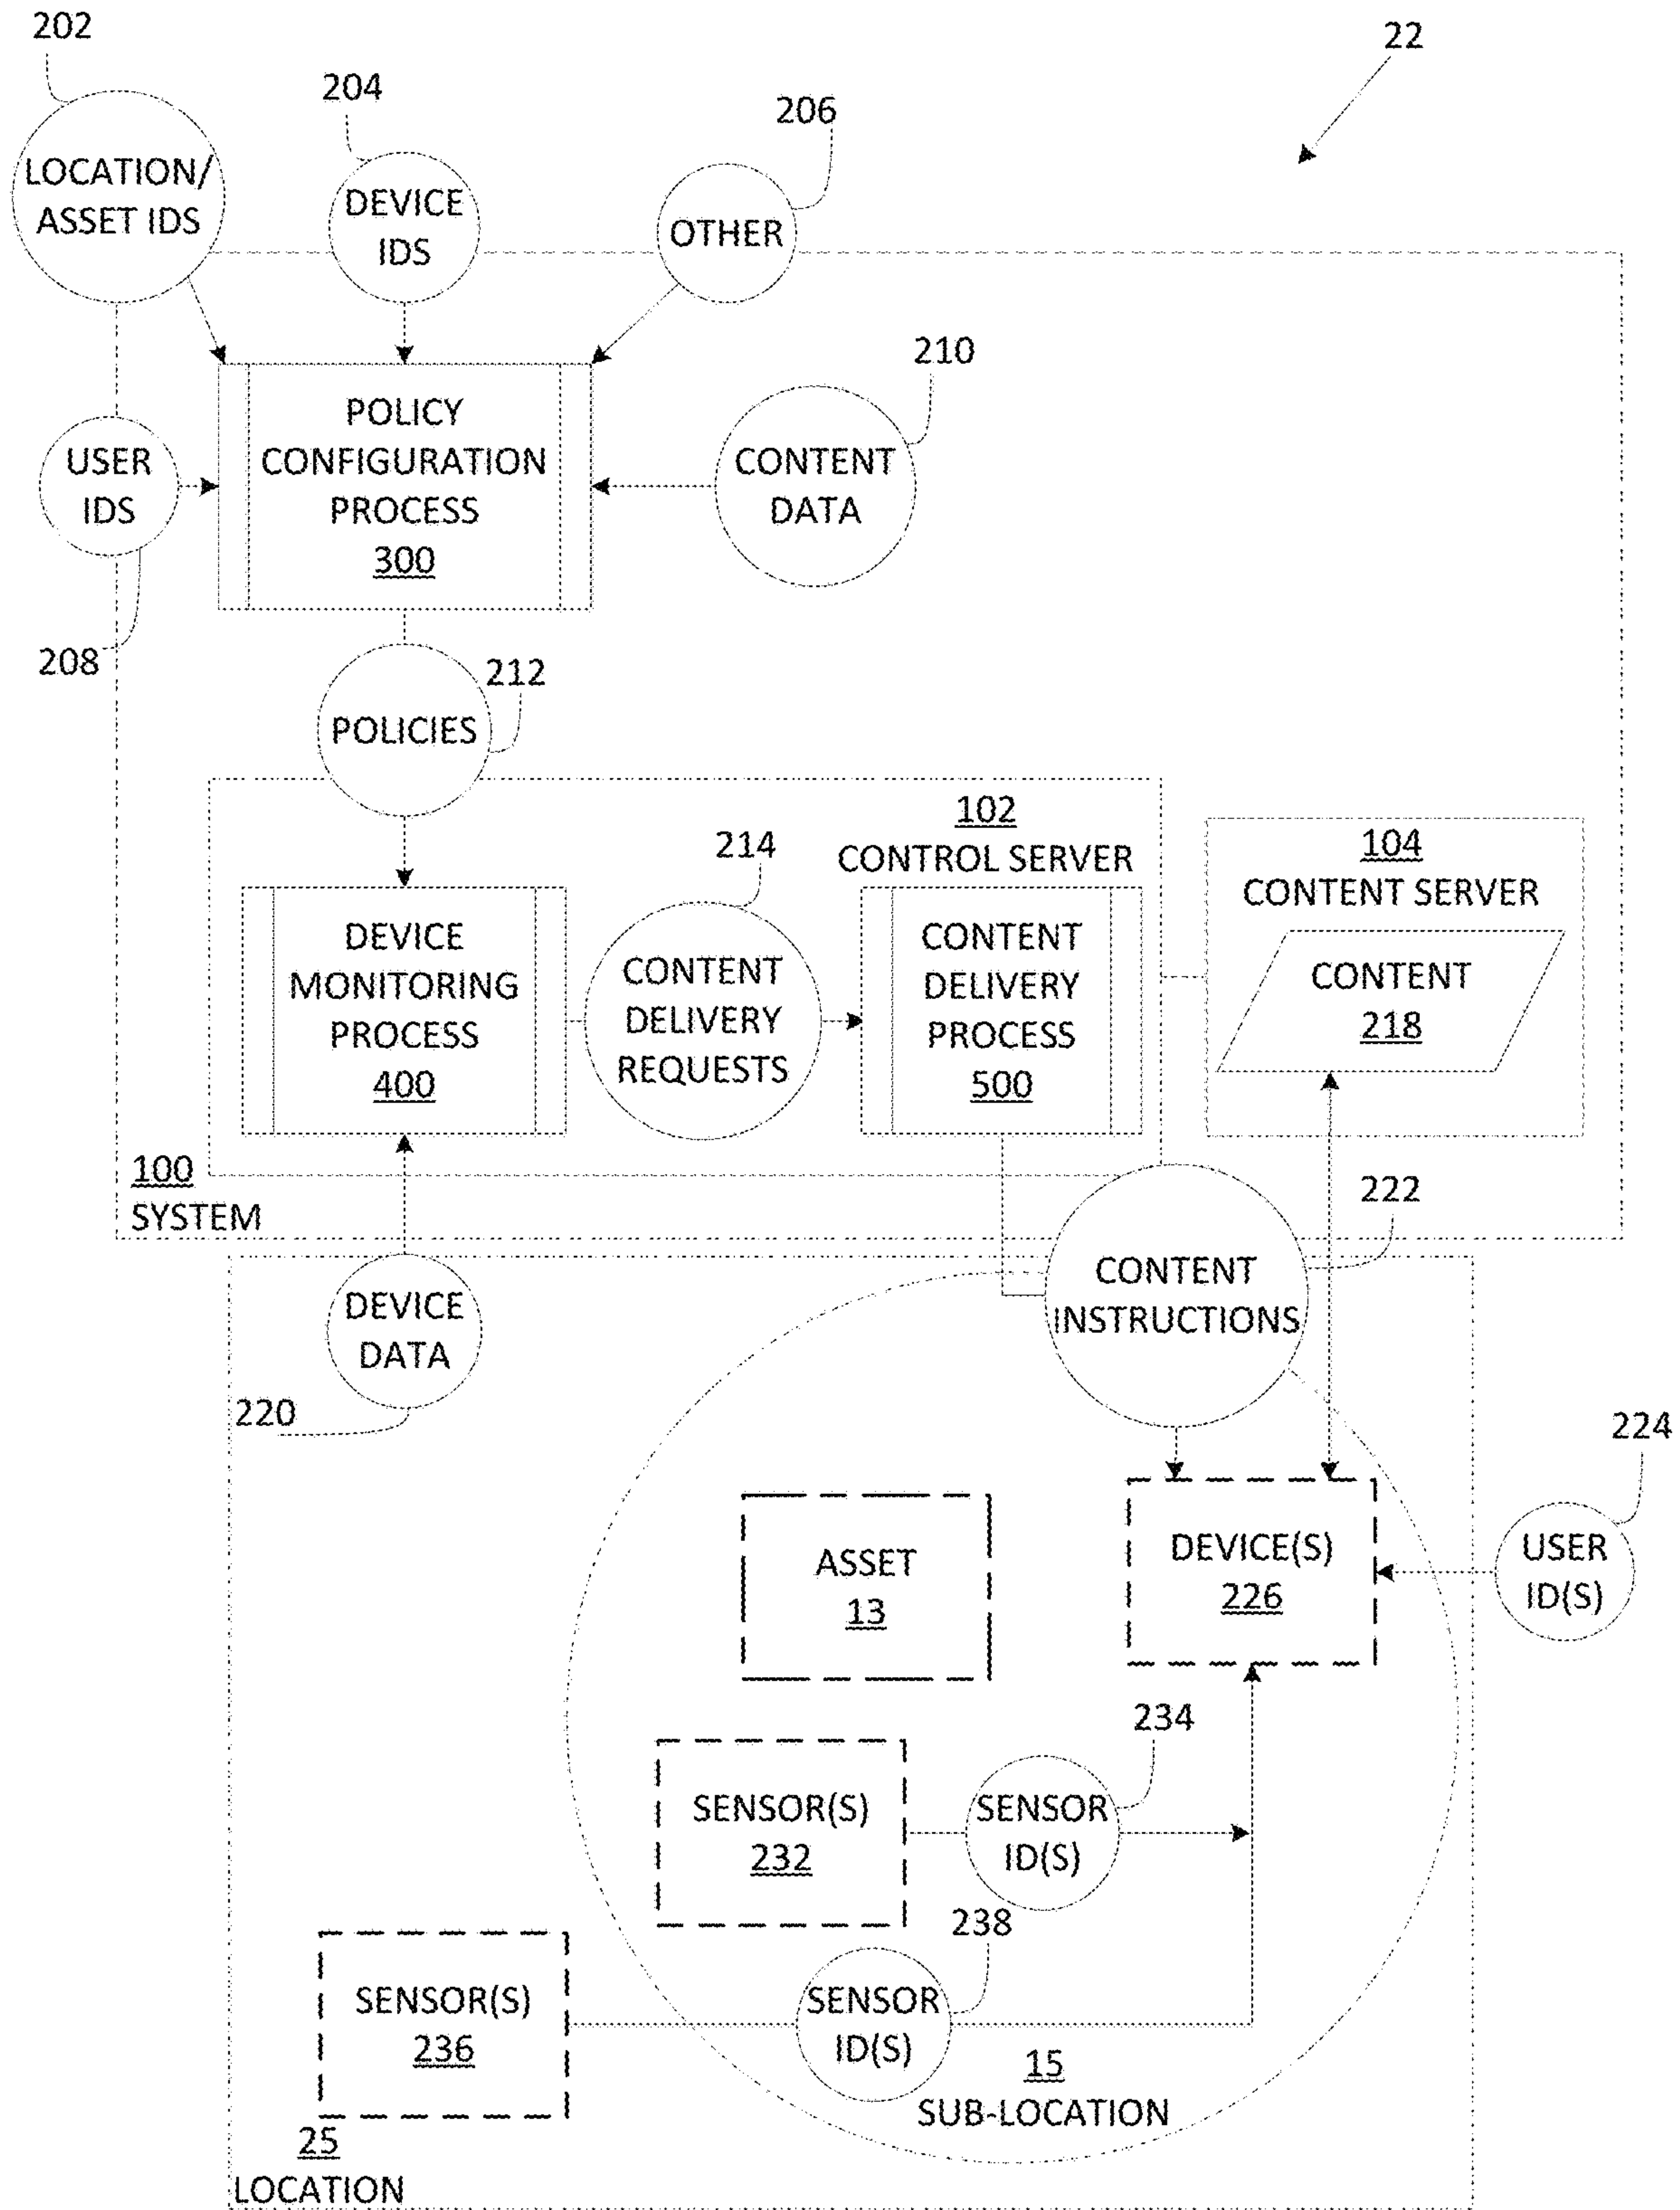 202
22
204
206
LOCATION/
ASSET IDS
DEVICE
IDS
OTHER
210
POLICY
CONFIGURATION
PROCESS
300
USER
IDS
CONTENT
DATA
208
212
POLICIES
102
CONTROL SERVER
214
104
CONTENT SERVER
DEVICE
MONITORING
PROCESS
400
CONTENT
DELIVERY
REQUESTS
CONTENT
DELIVERY
PROCESS
500
CONTENT
218
100
SYSTEM
222
CONTENT
INSTRUCTIONS
DEVICE
DATA
220
224
ASSET
13
DEVICE(S)
226
USER
ID(S)
234
SENSOR(S)
232
SENSOR
ID(S)
238
SENSOR(S)
236
SENSOR
ID(S)
15
SUB-LOCATION
25
LOCATION